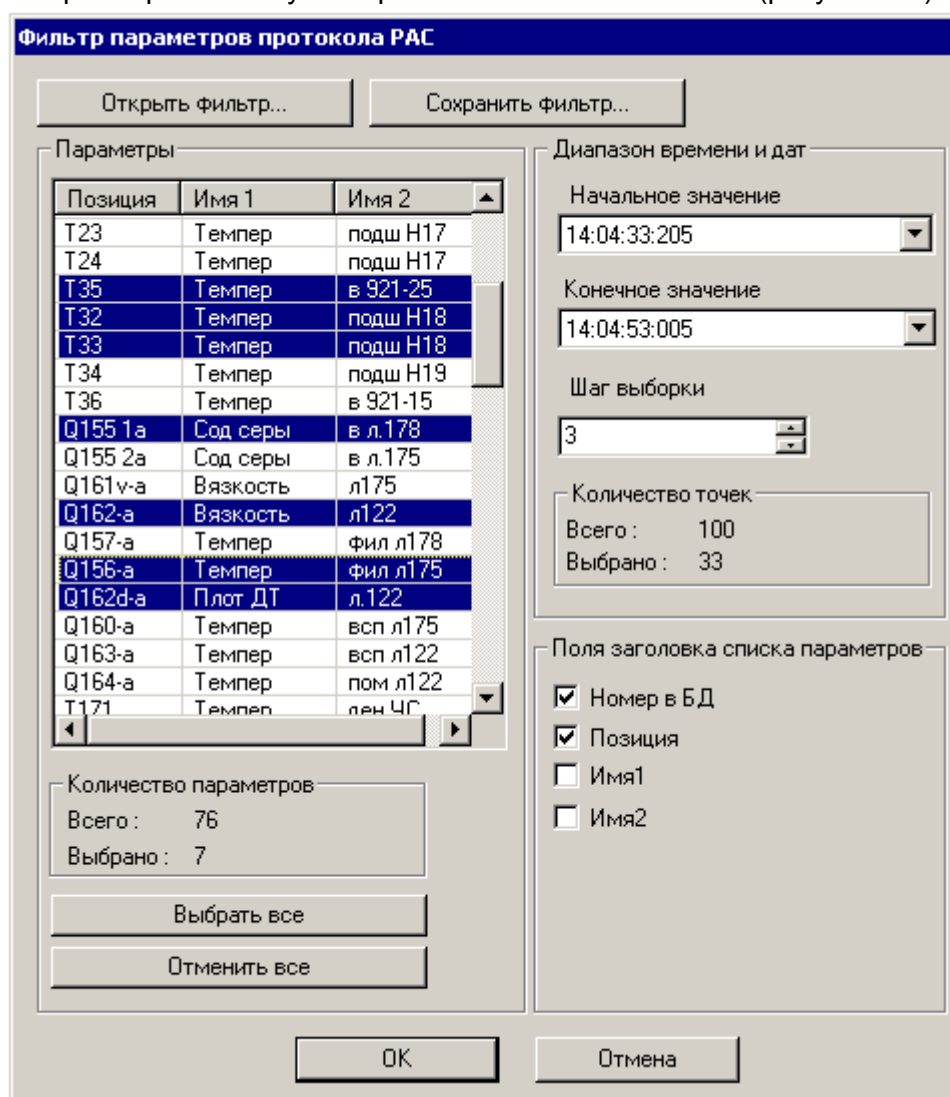 Фильтр параметров протокола РАС
Открыть фильтр... Сохранить фильтр...
Параметры
Позиция Имя 1 Имя 2
T23 Темпер подш Н17
T24 Темпер подш Н17
T35 Темпер в 921-25
T32 Темпер подш Н18
T33 Темпер подш Н18
T34 Темпер подш Н19
T36 Темпер в 921-15
Q155 1а Сод серы в л.178
Q155 2а Сод серы в л.175
Q161v-а Вязкость л175
Q162-а Вязкость л122
Q157-а Темпер фил л178
Q156-а Темпер фил л175
Q162d-а Плот ДТ л.122
Q160-а Темпер всп л175
Q163-а Темпер всп л122
Q164-а Темпер пом л122
T171 Темпер
Количество параметров
Всего : 76
Выбрано : 7
Выбрать все
Отменить все
Диапазон времени и дат
Начальное значение
14:04:33:205
Конечное значение
14:04:53:005
Шаг выборки
3
Количество точек
Всего : 100
Выбрано : 33
Поля заголовка списка параметров
Номер в БД
Позиция
Имя1
Имя2
OK Отмена